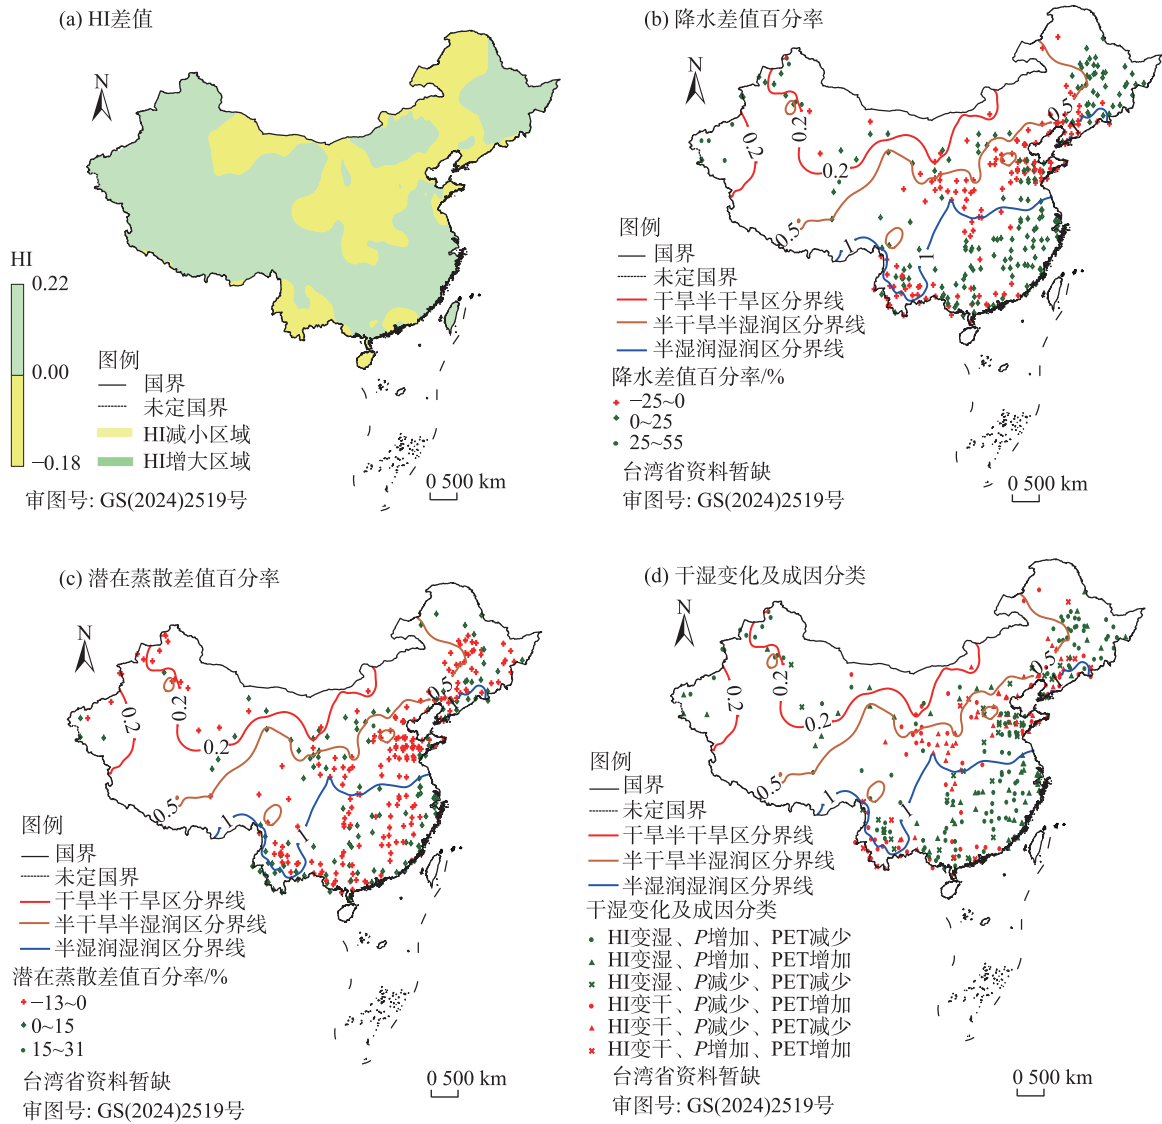 (a) HI差值
N
HI
0.22
0.00
−0.18
图例
国界
未定国界
HI减小区域
HI增大区域
审图号: GS(2024)2519号
0 500 km
(b) 降水差值百分率
N
0.2
0.2
0.2
0.5
0.5
1
1
图例
国界
未定国界
干旱半干旱区分界线
半干旱半湿润区分界线
半湿润湿润区分界线
降水差值百分率/%
−25~0
0~25
25~55
台湾省资料暂缺
审图号: GS(2024)2519号
0 500 km
(c) 潜在蒸散差值百分率
N
0.2
0.2
0.2
0.5
0.5
1
1
图例
国界
未定国界
干旱半干旱区分界线
半干旱半湿润区分界线
半湿润湿润区分界线
潜在蒸散差值百分率/%
−13~0
0~15
15~31
台湾省资料暂缺
审图号: GS(2024)2519号
0 500 km
(d) 干湿变化及成因分类
N
0.2
0.2
0.2
0.5
0.5
1
1
图例
国界
未定国界
干旱半干旱区分界线
半干旱半湿润区分界线
半湿润湿润区分界线
干湿变化及成因分类
HI变湿、P增加、PET减少
HI变湿、P增加、PET增加
HI变湿、P减少、PET减少
HI变干、P减少、PET增加
HI变干、P减少、PET减少
HI变干、P增加、PET增加
台湾省资料暂缺
审图号: GS(2024)2519号
0 500 km